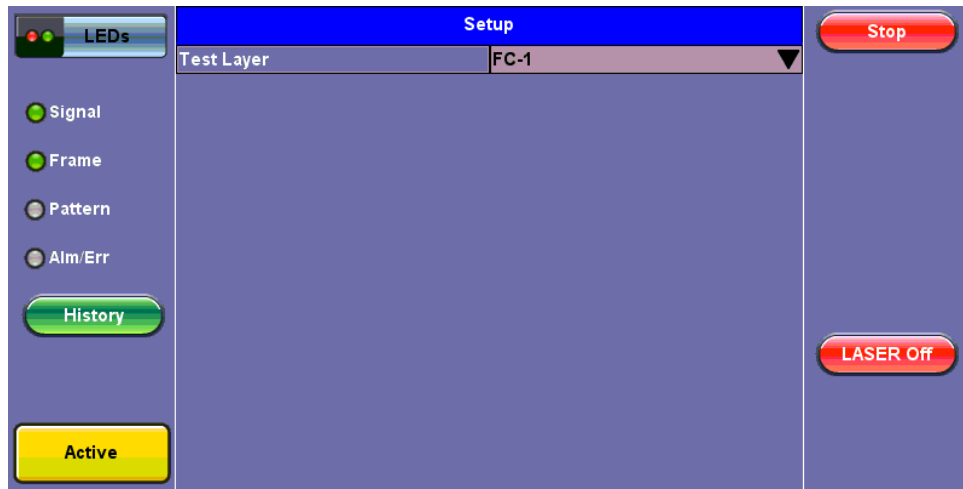 LEDs
Setup
Stop
Test Layer
FC-1
Signal
Frame
Pattern
Alm/Err
History
LASER Off
Active